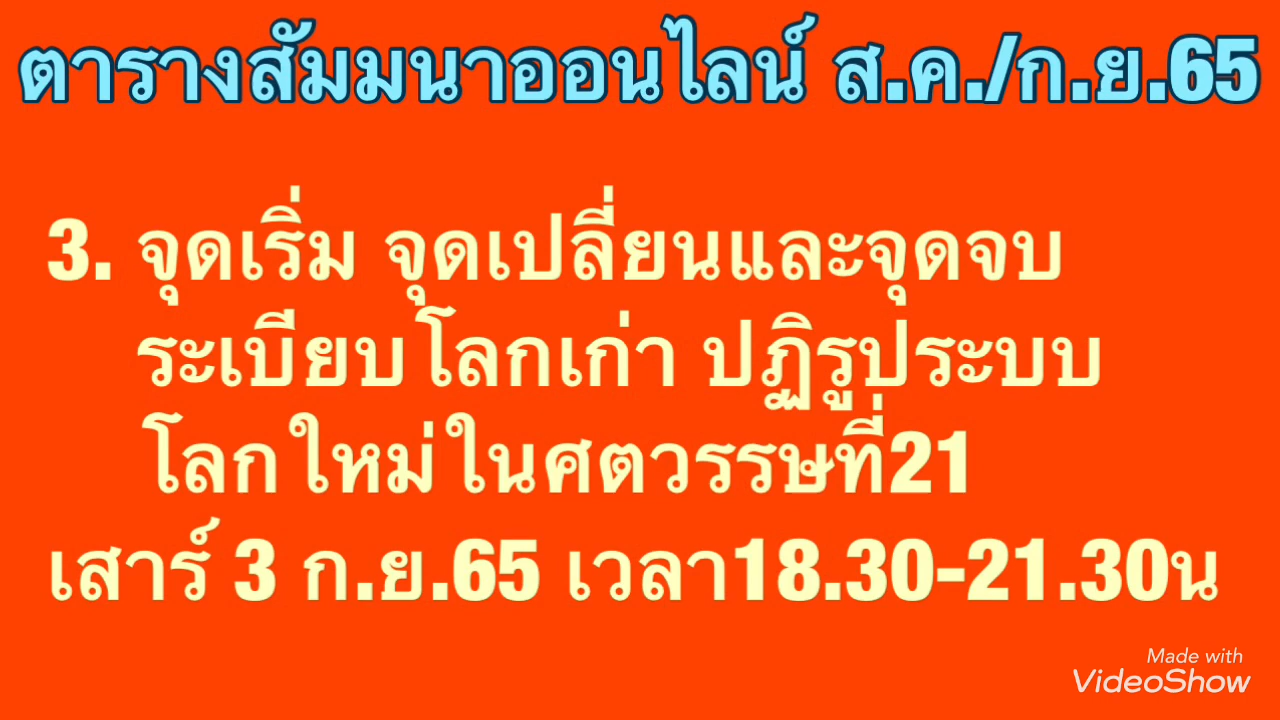 ตารางสัมมนาออนไลน์ ส.ค./ก.ย.65
3. จุดเริ่ม จุดเปลี่ยนและจุดจบ
ระเบียบโลกเก่า ปฏิรูประบบ
โลกใหม่ในศตวรรษที่21
เสาร์ 3 ก.ย.65 เวลา18.30-21.30น
Made with
VideoShow